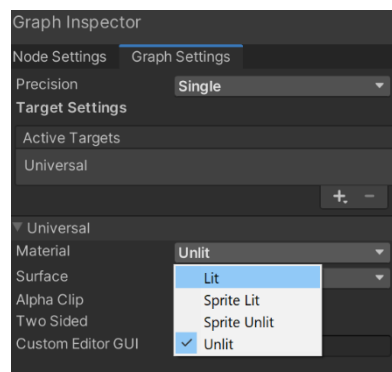 Graph Inspector
Node Settings Graph Settings
Precision Single
Target Settings
Active Targets
Universal
+ −
Universal
Material Unlit
Surface
Lit
Alpha Clip
Sprite Lit
Two Sided
Sprite Unlit
Custom Editor GUI
Unlit